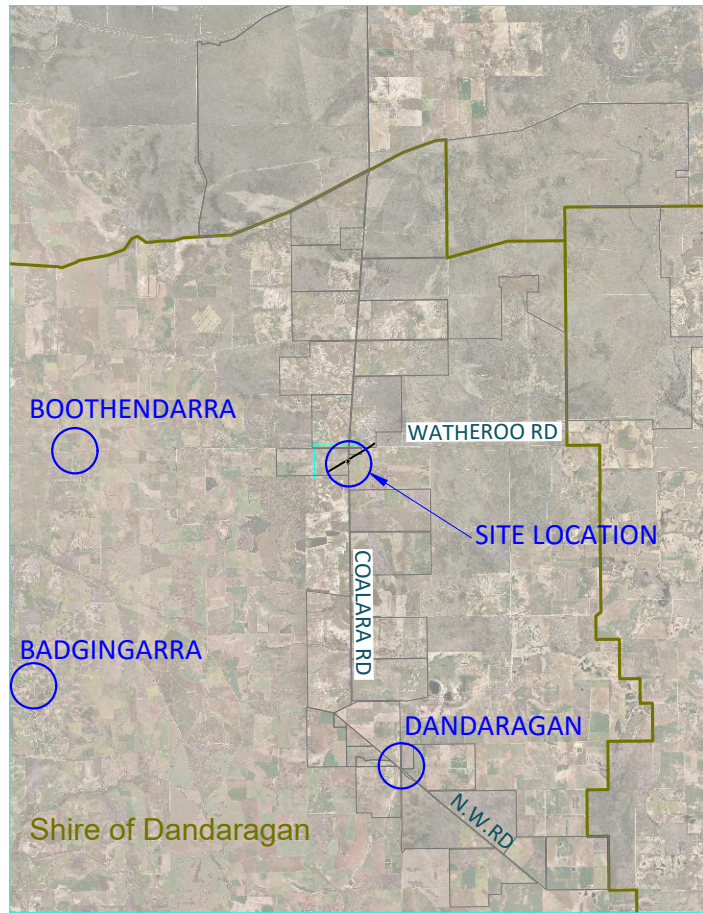 BOOTHENDARRA
WATHEROO RD
SITE LOCATION
COALARA RD
BADGINGARRA
DANDARAGAN
N.W.RD
Shire of Dandaragan